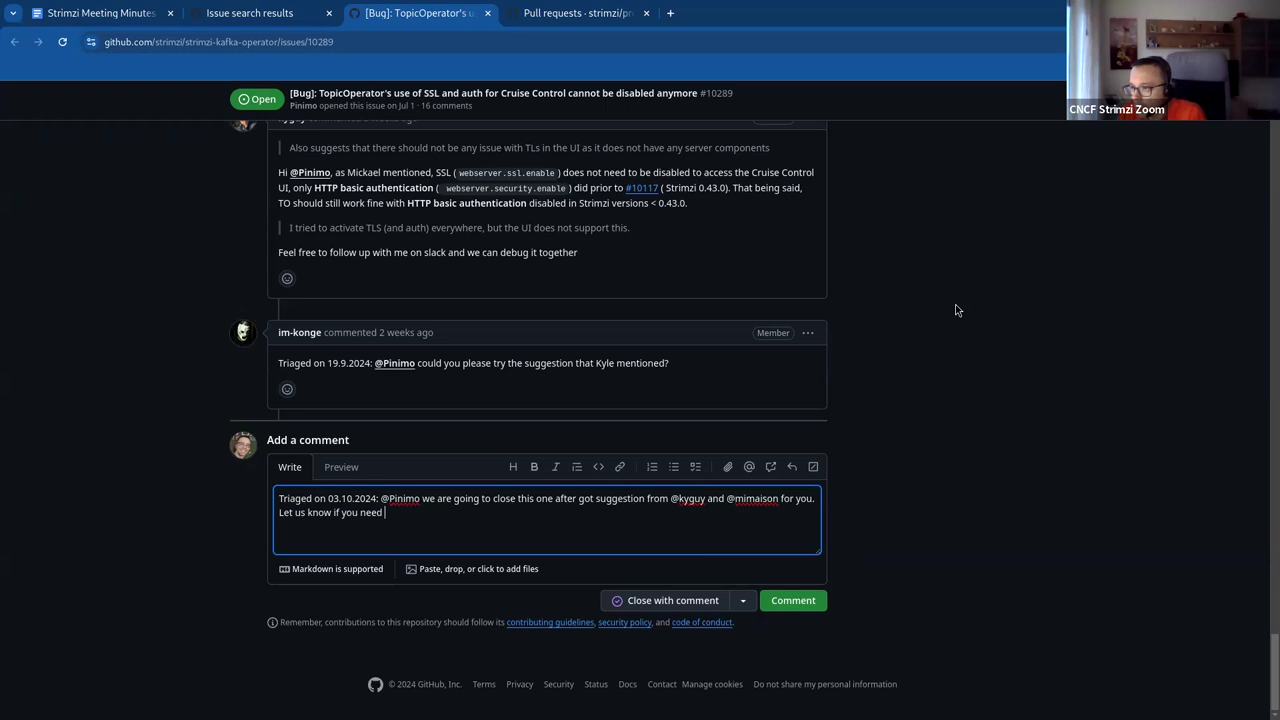 Strimzi Meeting Minutes
Issue search results
[Bug]: TopicOperator's u
Pull requests · strimzi/pr
github.com/strimzi/strimzi-kafka-operator/issues/10289
Open
[Bug]: TopicOperator's use of SSL and auth for Cruise Control cannot be disabled anymore #10289
Pinimo opened this issue on Jul 1 · 16 comments
CNCF Strimzi Zoom
Also suggests that there should not be any issue with TLs in the UI as it does not have any server components
Hi @Pinimo, as Mickael mentioned, SSL ( webserver.ssl.enable ) does not need to be disabled to access the Cruise Control
UI, only HTTP basic authentication ( webserver.security.enable ) did prior to #10117 ( Strimzi 0.43.0). That being said,
TO should still work fine with HTTP basic authentication disabled in Strimzi versions < 0.43.0.
I tried to activate TLS (and auth) everywhere, but the UI does not support this.
Feel free to follow up with me on slack and we can debug it together
im-konge commented 2 weeks ago
Member
Triaged on 19.9.2024: @Pinimo could you please try the suggestion that Kyle mentioned?
Add a comment
Write
Preview
Triaged on 03.10.2024: @Pinimo we are going to close this one after got suggestion from @kyguy and @mimaison for you.
Let us know if you need
Markdown is supported
Paste, drop, or click to add files
Close with comment
Comment
Remember, contributions to this repository should follow its contributing guidelines, security policy, and code of conduct.
© 2024 GitHub, Inc.
Terms
Privacy
Security
Status
Docs
Contact
Manage cookies
Do not share my personal information